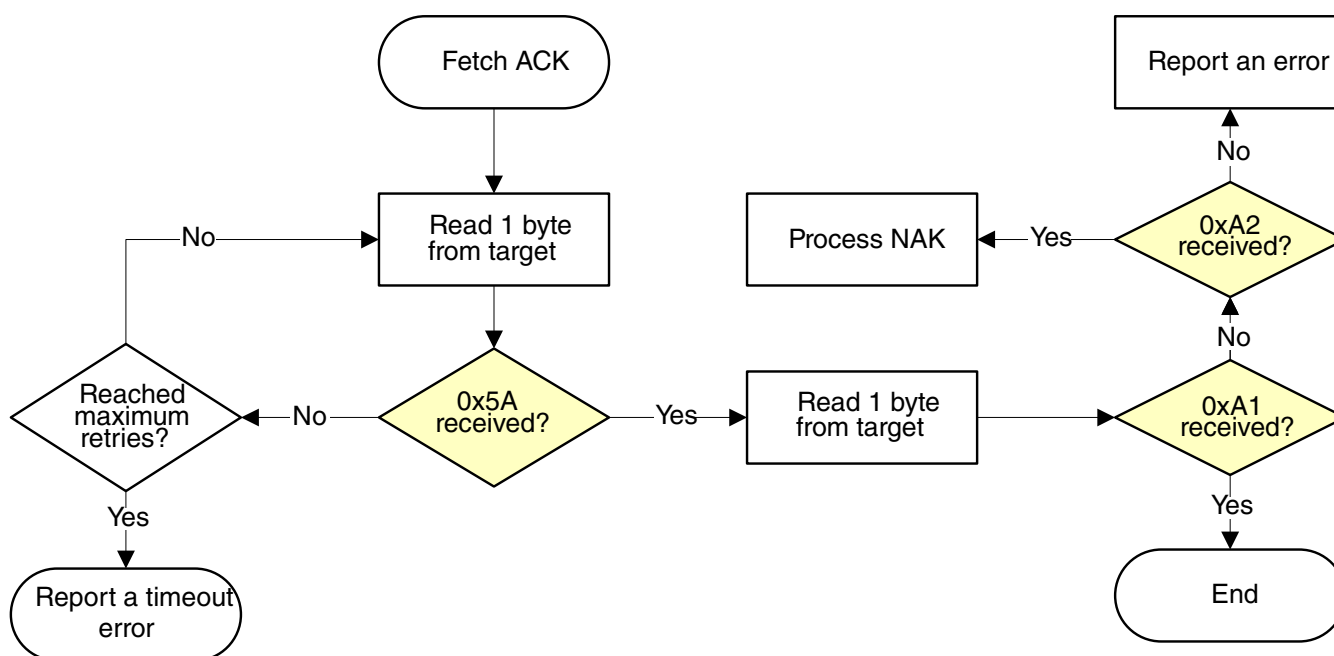 Fetch ACK
Report an error
No
Read 1 byte
from target
No
Process NAK
Yes
0xA2
received?
No
Reached
maximum
retries?
No
0x5A
received?
Yes
Read 1 byte
from target
0xA1
received?
Yes
Yes
Report a timeout
error
End